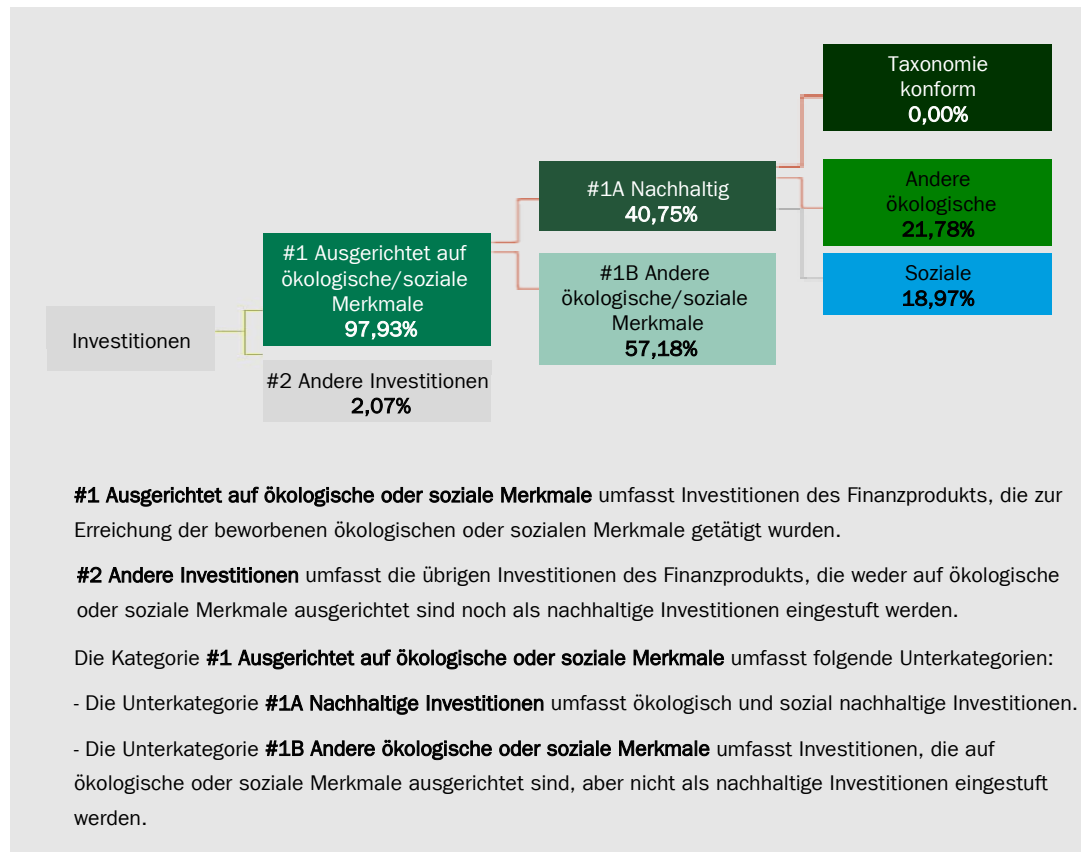 Taxonomie
konform
0,00%
#1A Nachhaltig
40,75%
Andere
ökologische
21,78%
#1 Ausgerichtet auf
ökologische/soziale
Merkmale
97,93%
#1B Andere
ökologische/soziale
Merkmale
57,18%
Soziale
18,97%
Investitionen
#2 Andere Investitionen
2,07%
#1 Ausgerichtet auf ökologische oder soziale Merkmale umfasst Investitionen des Finanzprodukts, die zur
Erreichung der beworbenen ökologischen oder sozialen Merkmale getätigt wurden.
#2 Andere Investitionen umfasst die übrigen Investitionen des Finanzprodukts, die weder auf ökologische
oder soziale Merkmale ausgerichtet sind noch als nachhaltige Investitionen eingestuft werden.
Die Kategorie #1 Ausgerichtet auf ökologische oder soziale Merkmale umfasst folgende Unterkategorien:
- Die Unterkategorie #1A Nachhaltige Investitionen umfasst ökologisch und sozial nachhaltige Investitionen.
- Die Unterkategorie #1B Andere ökologische oder soziale Merkmale umfasst Investitionen, die auf
ökologische oder soziale Merkmale ausgerichtet sind, aber nicht als nachhaltige Investitionen eingestuft
werden.